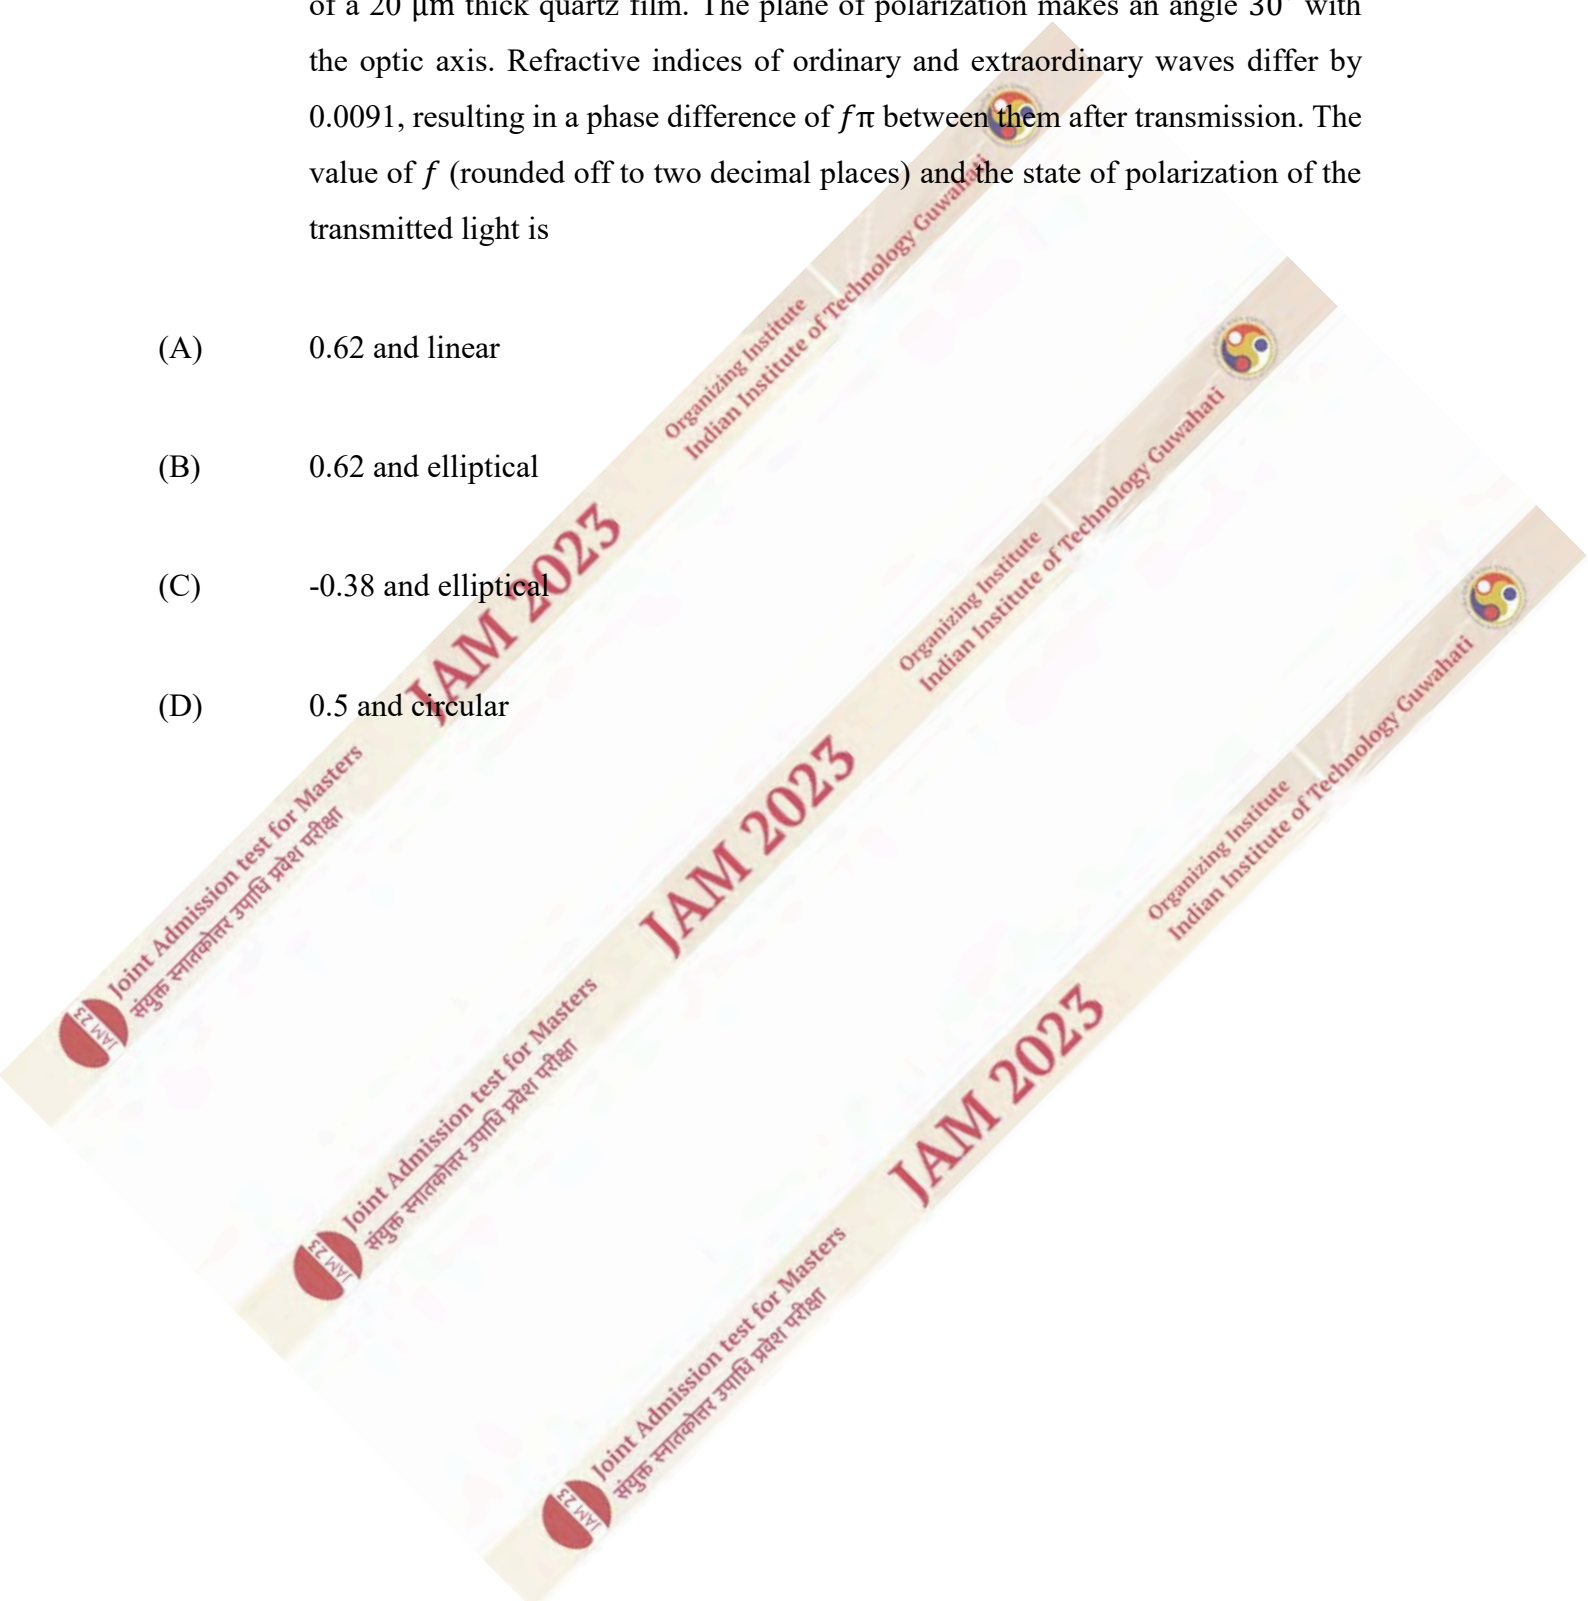 of a 20 μm thick quartz film. The plane of polarization makes an angle 30° with
the optic axis. Refractive indices of ordinary and extraordinary waves differ by
0.0091, resulting in a phase difference of 𝑓π between them after transmission. The
value of 𝑓 (rounded off to two decimal places) and the state of polarization of the
transmitted light is
(A) 0.62 and linear
(B) 0.62 and elliptical
(C) -0.38 and elliptical
(D) 0.5 and circular
JAM 23
Joint Admission test for Masters
संयुक्त स्नातकोत्तर उपाधि प्रवेश परीक्षा
JAM 2023
Organizing Institute
Indian Institute of Technology Guwahati
JAM 23
Joint Admission test for Masters
संयुक्त स्नातकोत्तर उपाधि प्रवेश परीक्षा
JAM 2023
Organizing Institute
Indian Institute of Technology Guwahati
JAM 23
Joint Admission test for Masters
संयुक्त स्नातकोत्तर उपाधि प्रवेश परीक्षा
JAM 2023
Organizing Institute
Indian Institute of Technology Guwahati